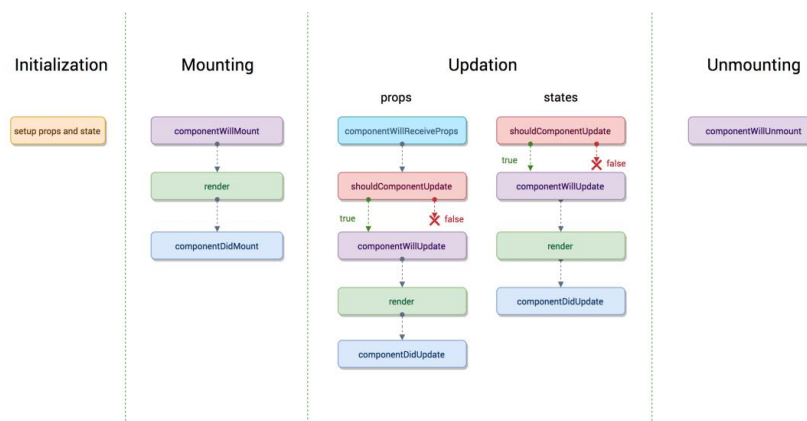 Initialization
Mounting
Updation
Unmounting
props
states
setup props and state
componentWillMount
componentWillReceiveProps
shouldComponentUpdate
componentWillUnmount
true
false
render
shouldComponentUpdate
componentWillUpdate
true
false
componentDidMount
componentWillUpdate
render
render
componentDidUpdate
componentDidUpdate